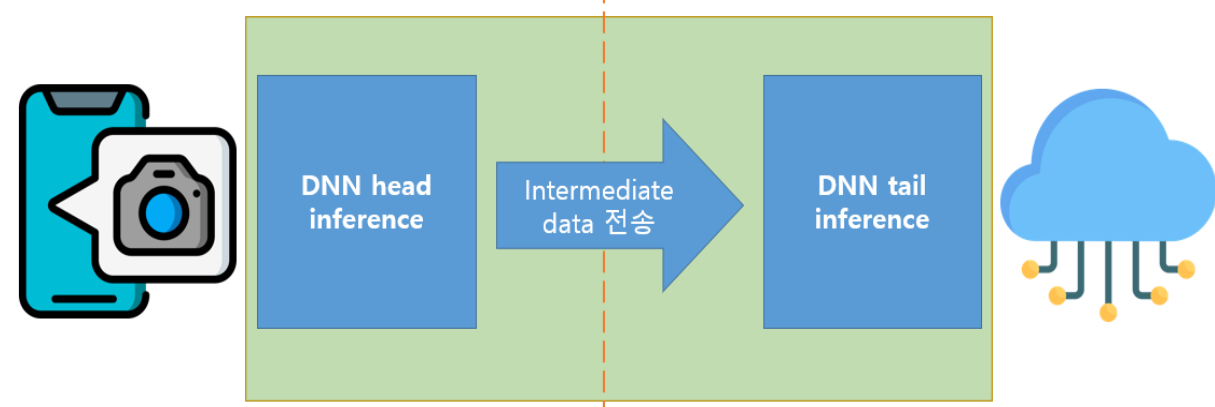 DNN head
inference
Intermediate
data 전송
DNN tail
inference